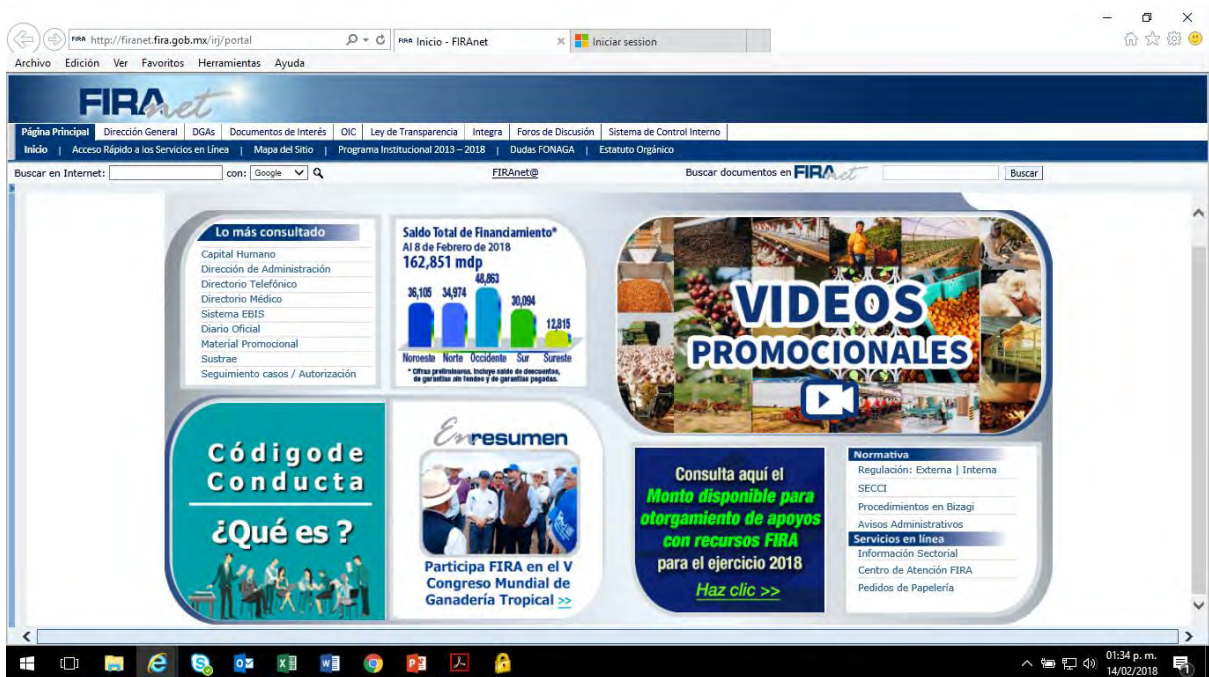 http://firanet.fira.gob.mx/irj/portal
FIRA Inicio - FIRAnet
Iniciar session
Archivo Edición Ver Favoritos Herramientas Ayuda
FIRAnet
Página Principal Dirección General DGAs Documentos de Interés OIC Ley de Transparencia Integra Foros de Discusión Sistema de Control Interno
Inicio | Acceso Rápido a los Servicios en Línea | Mapa del Sitio | Programa Institucional 2013 – 2018 | Dudas FONAGA | Estatuto Orgánico
Buscar en Internet: con: Google FIRAnet@ Buscar documentos en FIRAnet Buscar
Lo más consultado
Capital Humano
Dirección de Administración
Directorio Telefónico
Directorio Médico
Sistema EBIS
Diario Oficial
Material Promocional
Sustrae
Seguimiento casos / Autorización
Saldo Total de Financiamiento*
Al 8 de Febrero de 2018
162,851 mdp
36,105 34,974 48,863 30,094 12,815
Noroeste Norte Occidente Sur Sureste
* Cifras preliminares. Incluye saldo de descuentos,
de garantías sin fondeo y de garantías pagadas.
VIDEOS
PROMOCIONALES
Código de
Conducta
¿Qué es ?
En resumen
Participa FIRA en el V
Congreso Mundial de
Ganadería Tropical >>
Consulta aquí el
Monto disponible para
otorgamiento de apoyos
con recursos FIRA
para el ejercicio 2018
Haz clic >>
Normativa
Regulación: Externa | Interna
SECCI
Procedimientos en Bizagi
Avisos Administrativos
Servicios en línea
Información Sectorial
Centro de Atención FIRA
Pedidos de Papelería
01:34 p. m.
14/02/2018